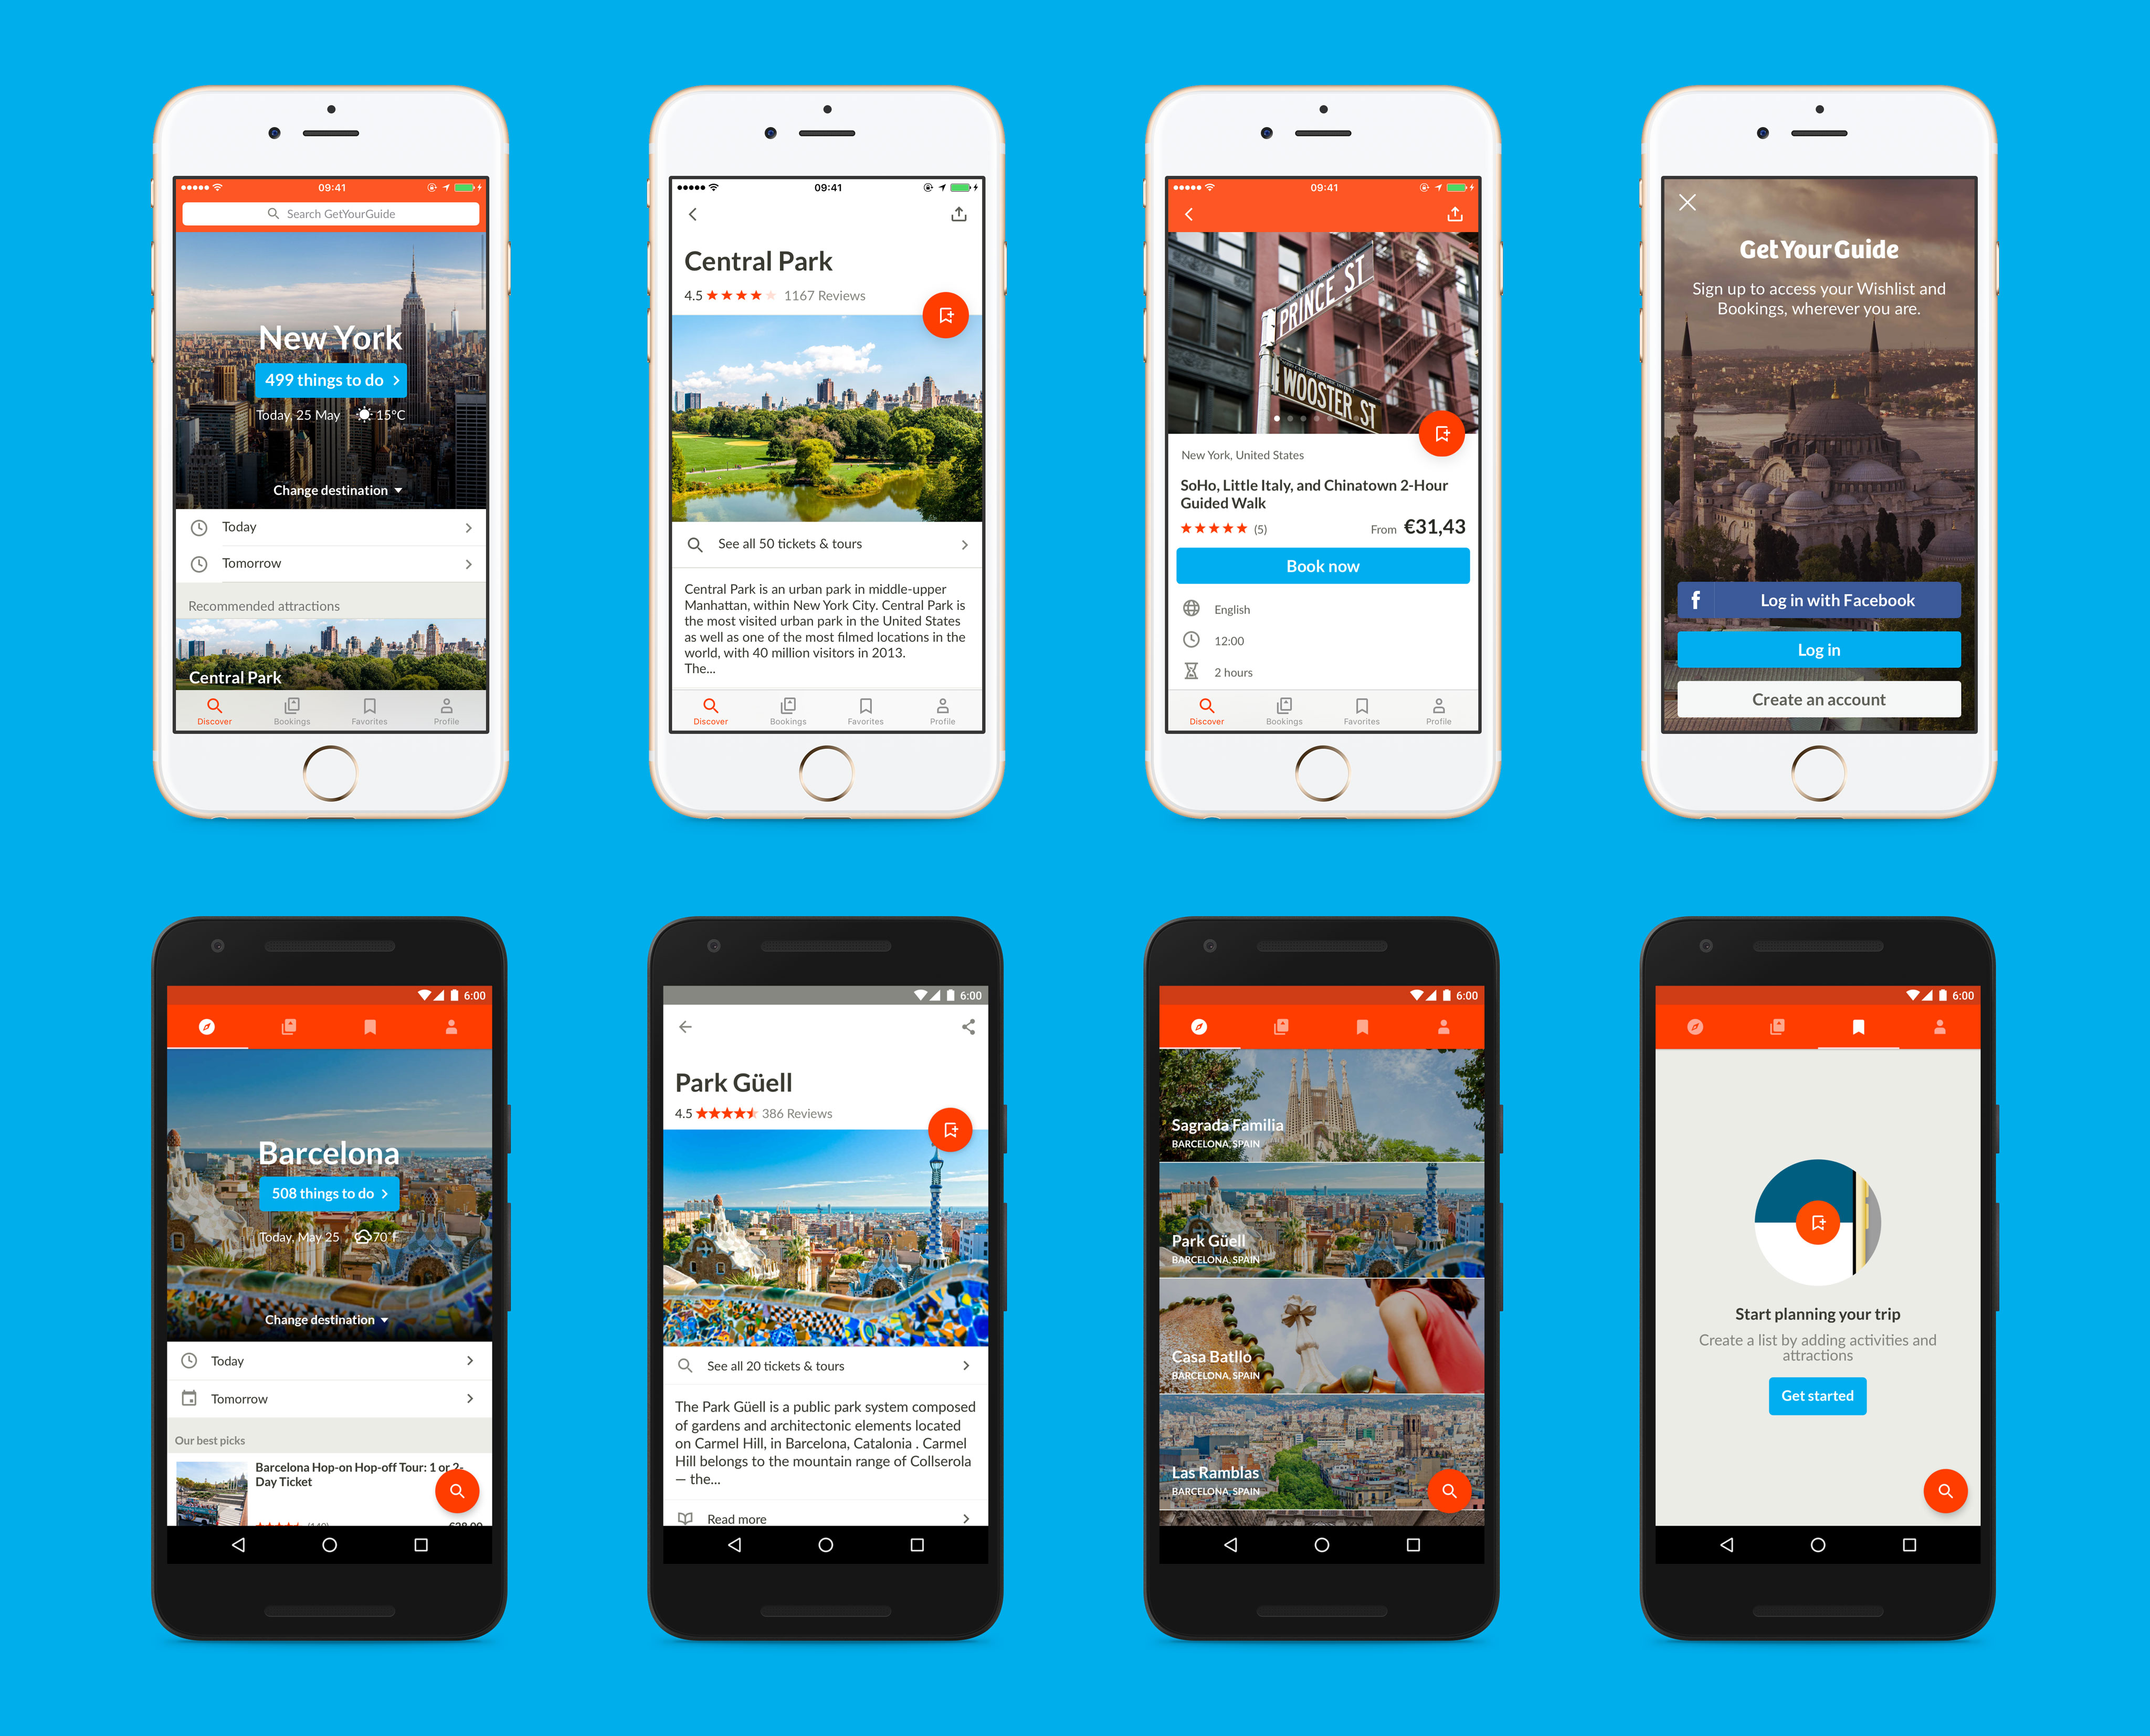 09:41
Search GetYourGuide
New York
499 things to do
Today, 25 May 15°C
Change destination
Today
Tomorrow
Recommended attractions
Central Park
Discover Bookings Favorites Profile
09:41
Central Park
4.5 1167 Reviews
See all 50 tickets & tours
Central Park is an urban park in middle-upper
Manhattan, within New York City. Central Park is
the most visited urban park in the United States
as well as one of the most filmed locations in the
world, with 40 million visitors in 2013.
The...
Discover Bookings Favorites Profile
09:41
PRINCE ST
WOOSTER ST
New York, United States
SoHo, Little Italy, and Chinatown 2-Hour
Guided Walk
(5) From €31,43
Book now
English
12:00
2 hours
Discover Bookings Favorites Profile
GetYourGuide
Sign up to access your Wishlist and
Bookings, wherever you are.
f Log in with Facebook
Log in
Create an account
6:00
Barcelona
508 things to do
Today, May 25 70°F
Change destination
Today
Tomorrow
Our best picks
Barcelona Hop-on Hop-off Tour: 1 or 2-
Day Ticket
6:00
Park Güell
4.5 386 Reviews
See all 20 tickets & tours
The Park Güell is a public park system composed
of gardens and architectonic elements located
on Carmel Hill, in Barcelona, Catalonia . Carmel
Hill belongs to the mountain range of Collserola
— the...
Read more
6:00
Sagrada Familia
BARCELONA, SPAIN
Park Güell
BARCELONA, SPAIN
Casa Batllo
BARCELONA, SPAIN
Las Ramblas
BARCELONA, SPAIN
6:00
Start planning your trip
Create a list by adding activities and
attractions
Get started